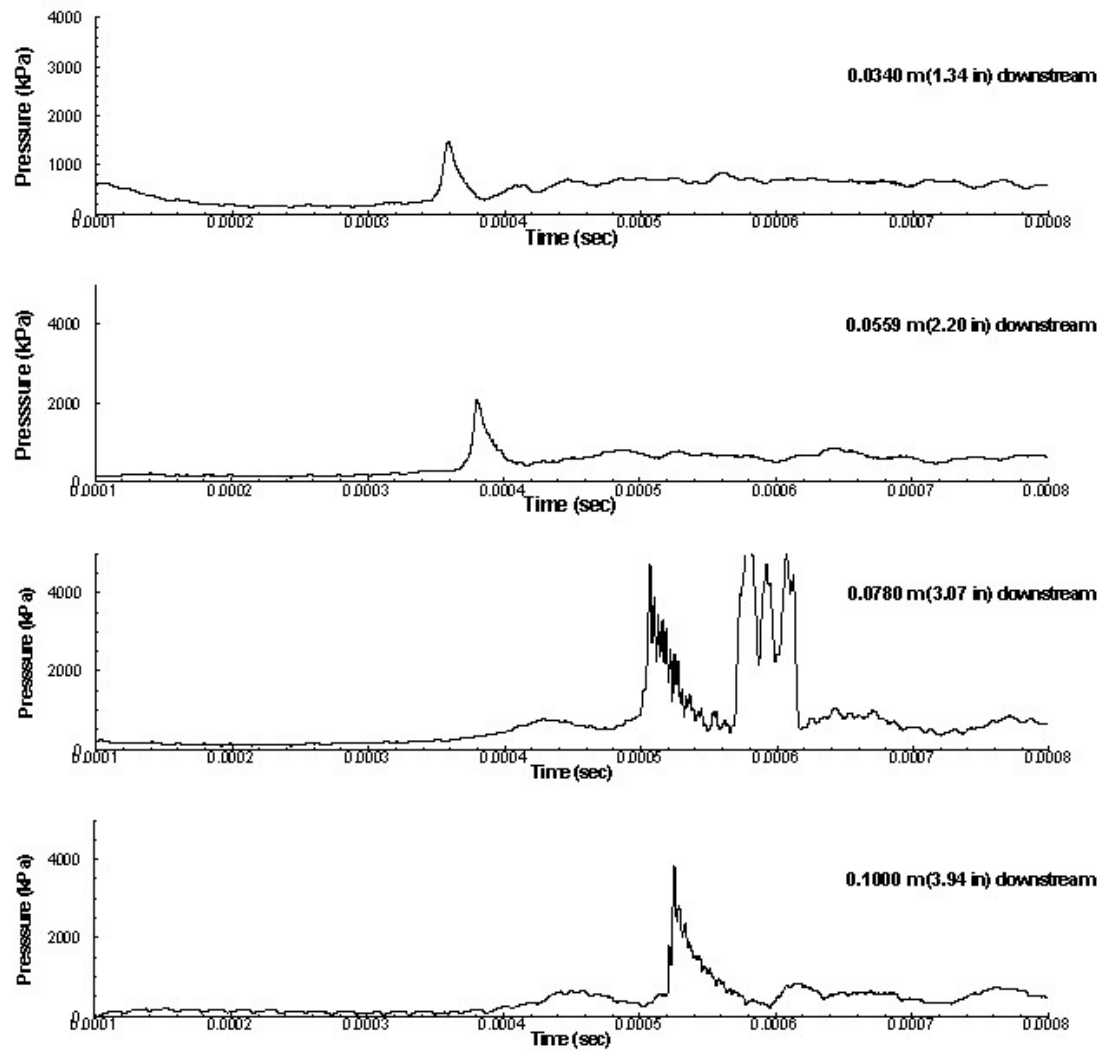 4000
0.0340 m(1.34 in) downstream
3000
Pressure (kPa)
2000
1000
0
0.0001 0.0002 0.0003 0.0004 0.0005 0.0006 0.0007 0.0008
Time (sec)
0.0559 m(2.20 in) downstream
4000
Presssure (kPa)
2000
0
0.0001 0.0002 0.0003 0.0004 0.0005 0.0006 0.0007 0.0008
Time (sec)
0.0780 m(3.07 in) downstream
4000
Presssure (kPa)
2000
0
0.0001 0.0002 0.0003 0.0004 0.0005 0.0006 0.0007 0.0008
Time (sec)
4000
0.1000 m(3.94 in) downstream
Presssure (kPa)
2000
0
0.0001 0.0002 0.0003 0.0004 0.0005 0.0006 0.0007 0.0008
Time (sec)